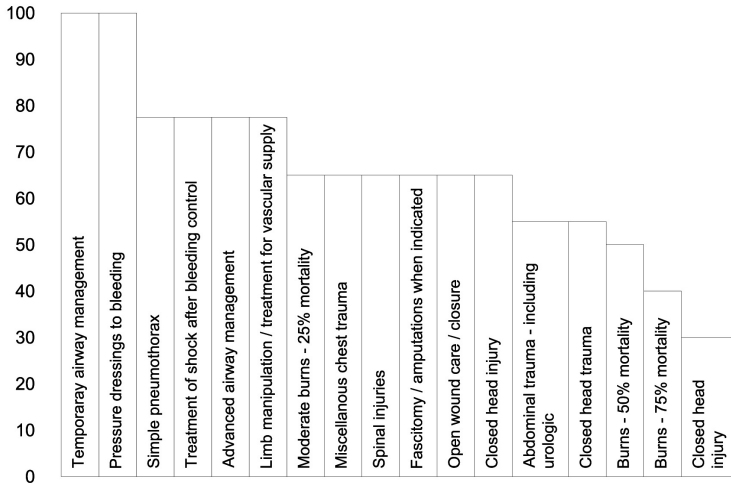 100
90
80
70
60
50
40
30
20
10
0
Temporaray airway management
Pressure dressings to bleeding
Simple pneumothorax
Treatment of shock after bleeding control
Advanced airway management
Limb manipulation / treatment for vascular supply
Moderate burns - 25% mortality
Miscellanous chest trauma
Spinal injuries
Fascitomy / amputations when indicated
Open wound care / closure
Closed head injury
Abdominal trauma - including
urologic
Closed head trauma
Burns - 50% mortality
Burns - 75% mortality
Closed head
injury